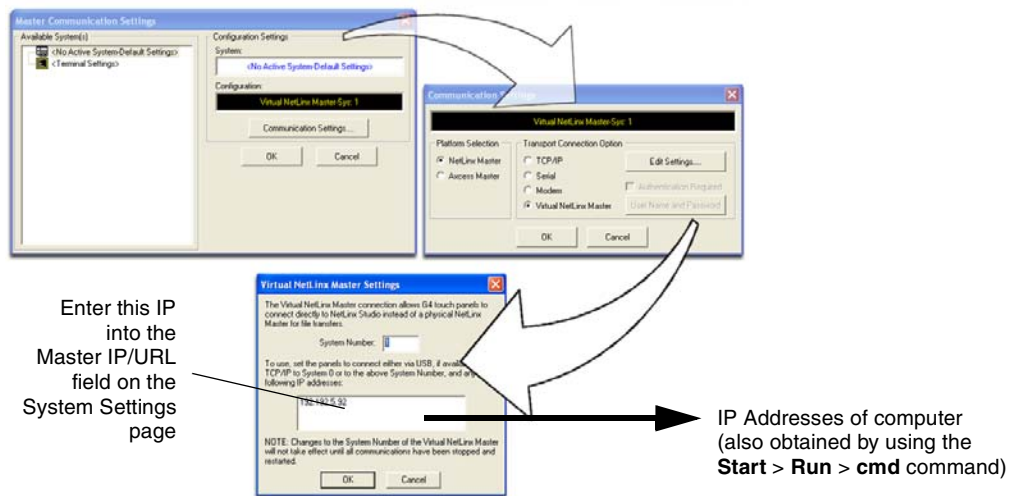 Master Communication Settings
Available System(s)
<No Active System-Default Settings>
<Terminal Settings>
Configuration Settings
System:
<No Active System-Default Settings>
Configuration:
Virtual NetLinx Master-Sys: 1
Communication Settings...
OK
Cancel
Communication
Virtual NetLinx Master-Sys: 1
Platform Selection
NetLinx Master
Axcess Master
Transport Connection Option
TCP/IP
Serial
Modem
Virtual NetLinx Master
Edit Settings...
Authentication Required
User Name and Password
OK
Cancel
Virtual NetLinx Master Settings
The Virtual NetLinx Master connection allows G4 touch panels to
connect directly to NetLinx Studio instead of a physical NetLinx
Master for file transfers.
System Number: 1
To use, set the panels to connect either via USB, if
TCP/IP to System 0 or to the above System Number, and
following IP addresses:
192.192.5.92
NOTE: Changes to the System Number of the Virtual NetLinx Master
will not take effect until all communications have been stopped and
restarted.
OK
Cancel
Enter this IP
into the
Master IP/URL
field on the
System Settings
page
IP Addresses of computer
(also obtained by using the
Start > Run > cmd command)